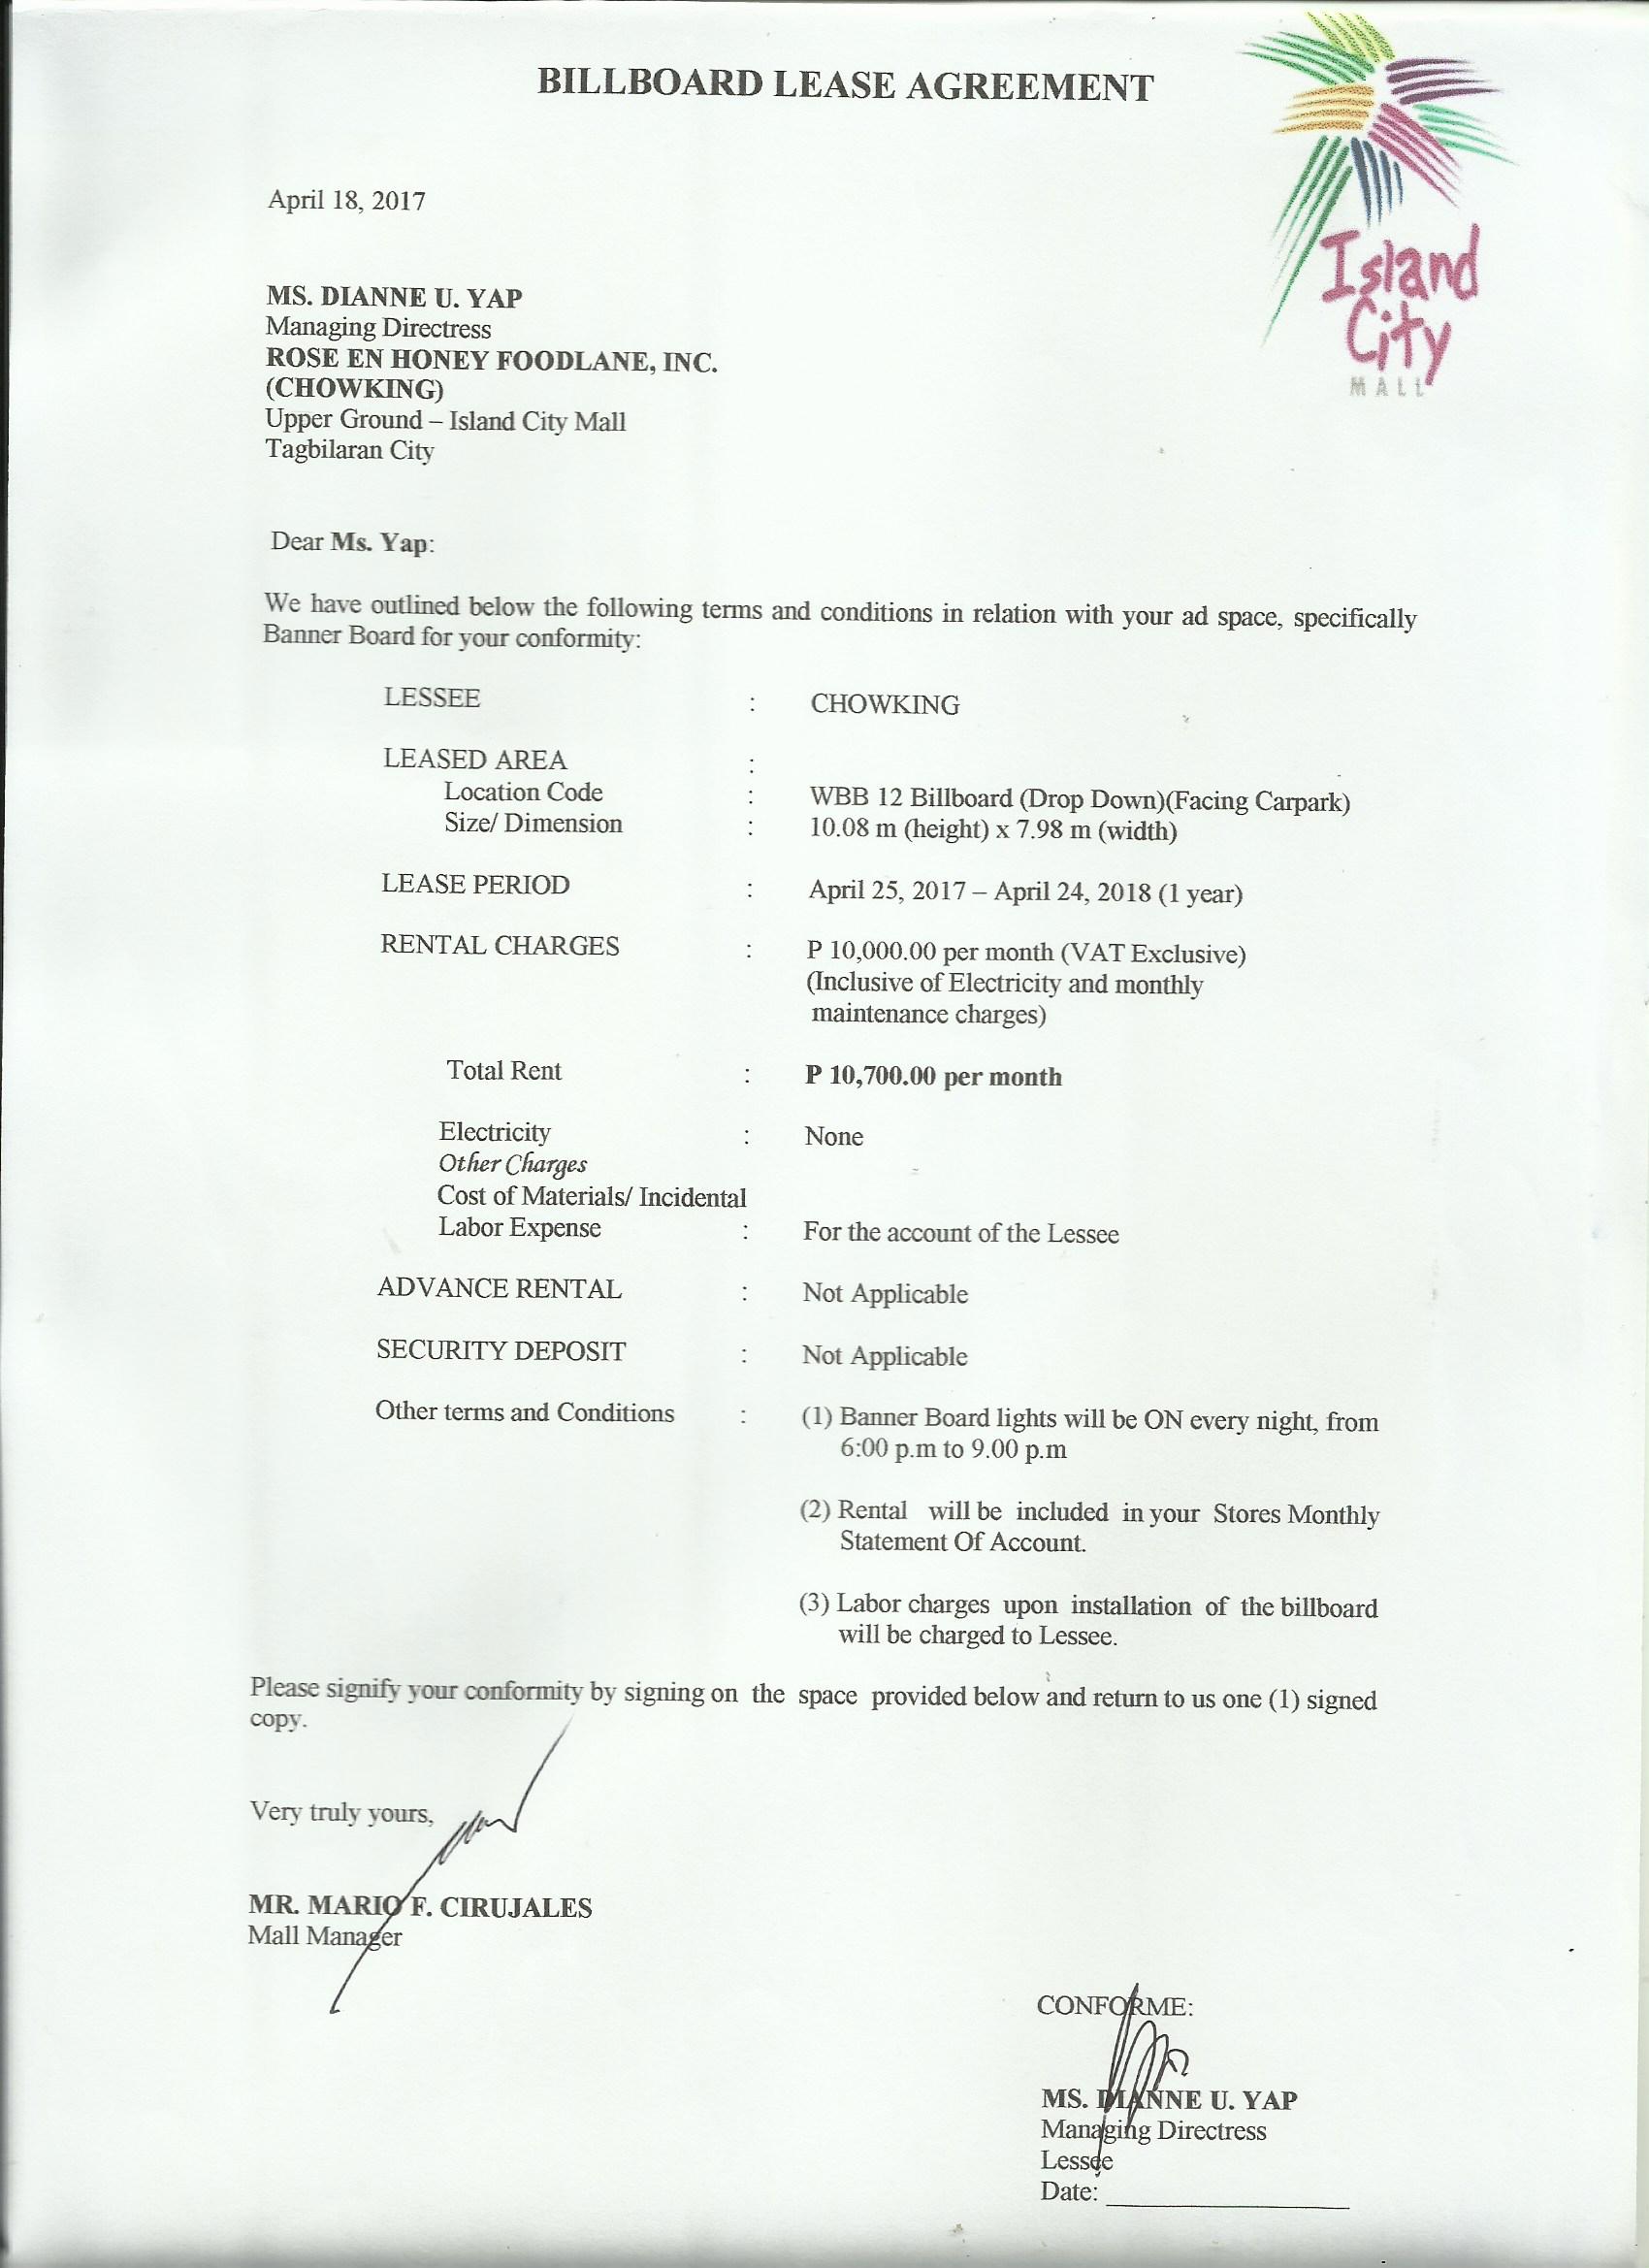 BILLBOARD LEASE AGREEMENT
Island
City
MALL
April 18, 2017
MS. DIANNE U. YAP
Managing Directress
ROSE EN HONEY FOODLANE, INC.
(CHOWKING)
Upper Ground – Island City Mall
Tagbilaran City
Dear Ms. Yap:
We have outlined below the following terms and conditions in relation with your ad space, specifically
Banner Board for your conformity:
LESSEE : CHOWKING
LEASED AREA :
Location Code : WBB 12 Billboard (Drop Down)(Facing Carpark)
Size/ Dimension : 10.08 m (height) x 7.98 m (width)
LEASE PERIOD : April 25, 2017 – April 24, 2018 (1 year)
RENTAL CHARGES : P 10,000.00 per month (VAT Exclusive)
(Inclusive of Electricity and monthly
maintenance charges)
Total Rent : P 10,700.00 per month
Electricity : None
Other Charges
Cost of Materials/ Incidental
Labor Expense : For the account of the Lessee
ADVANCE RENTAL : Not Applicable
SECURITY DEPOSIT : Not Applicable
Other terms and Conditions : (1) Banner Board lights will be ON every night, from
6:00 p.m to 9.00 p.m
(2) Rental will be included in your Stores Monthly
Statement Of Account.
(3) Labor charges upon installation of the billboard
will be charged to Lessee.
Please signify your conformity by signing on the space provided below and return to us one (1) signed
copy.
Very truly yours,
MR. MARIO F. CIRUJALES
Mall Manager
CONFORME:
MS. DIANNE U. YAP
Managing Directress
Lessee
Date: